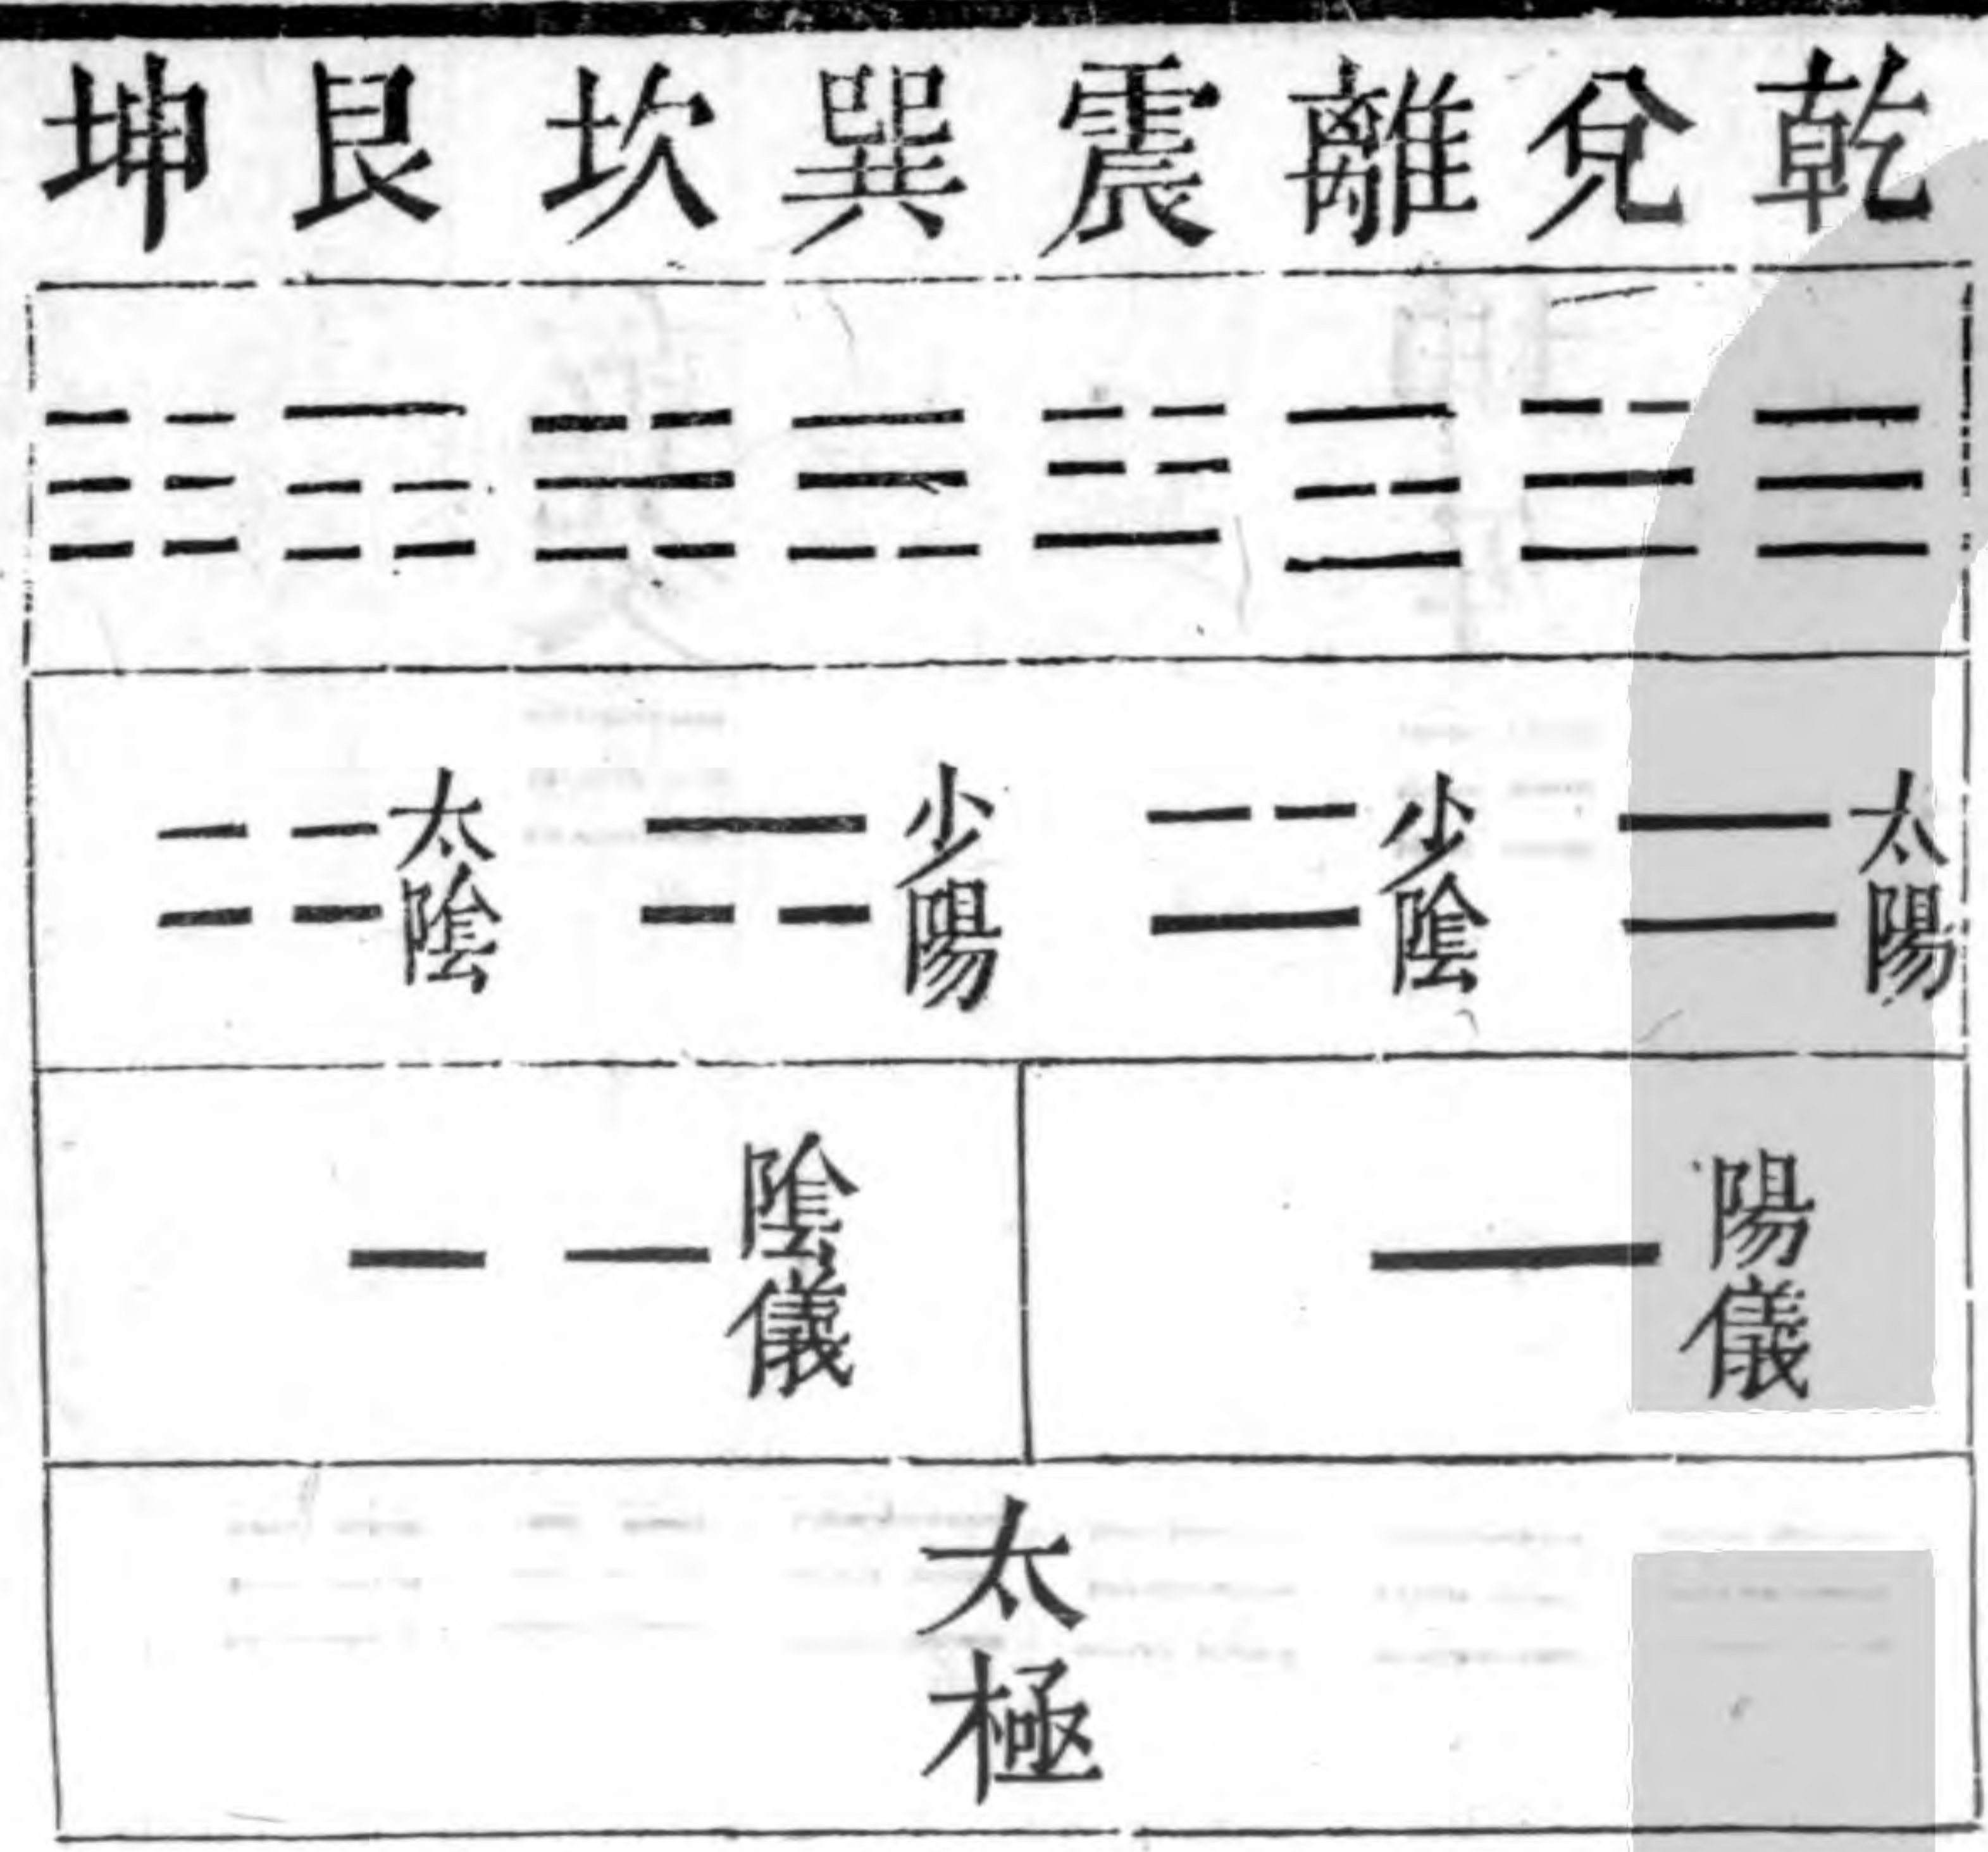 乾兌離震巽坎艮坤
太陽
少陰
少陽
太陰
陽儀
陰儀
太極